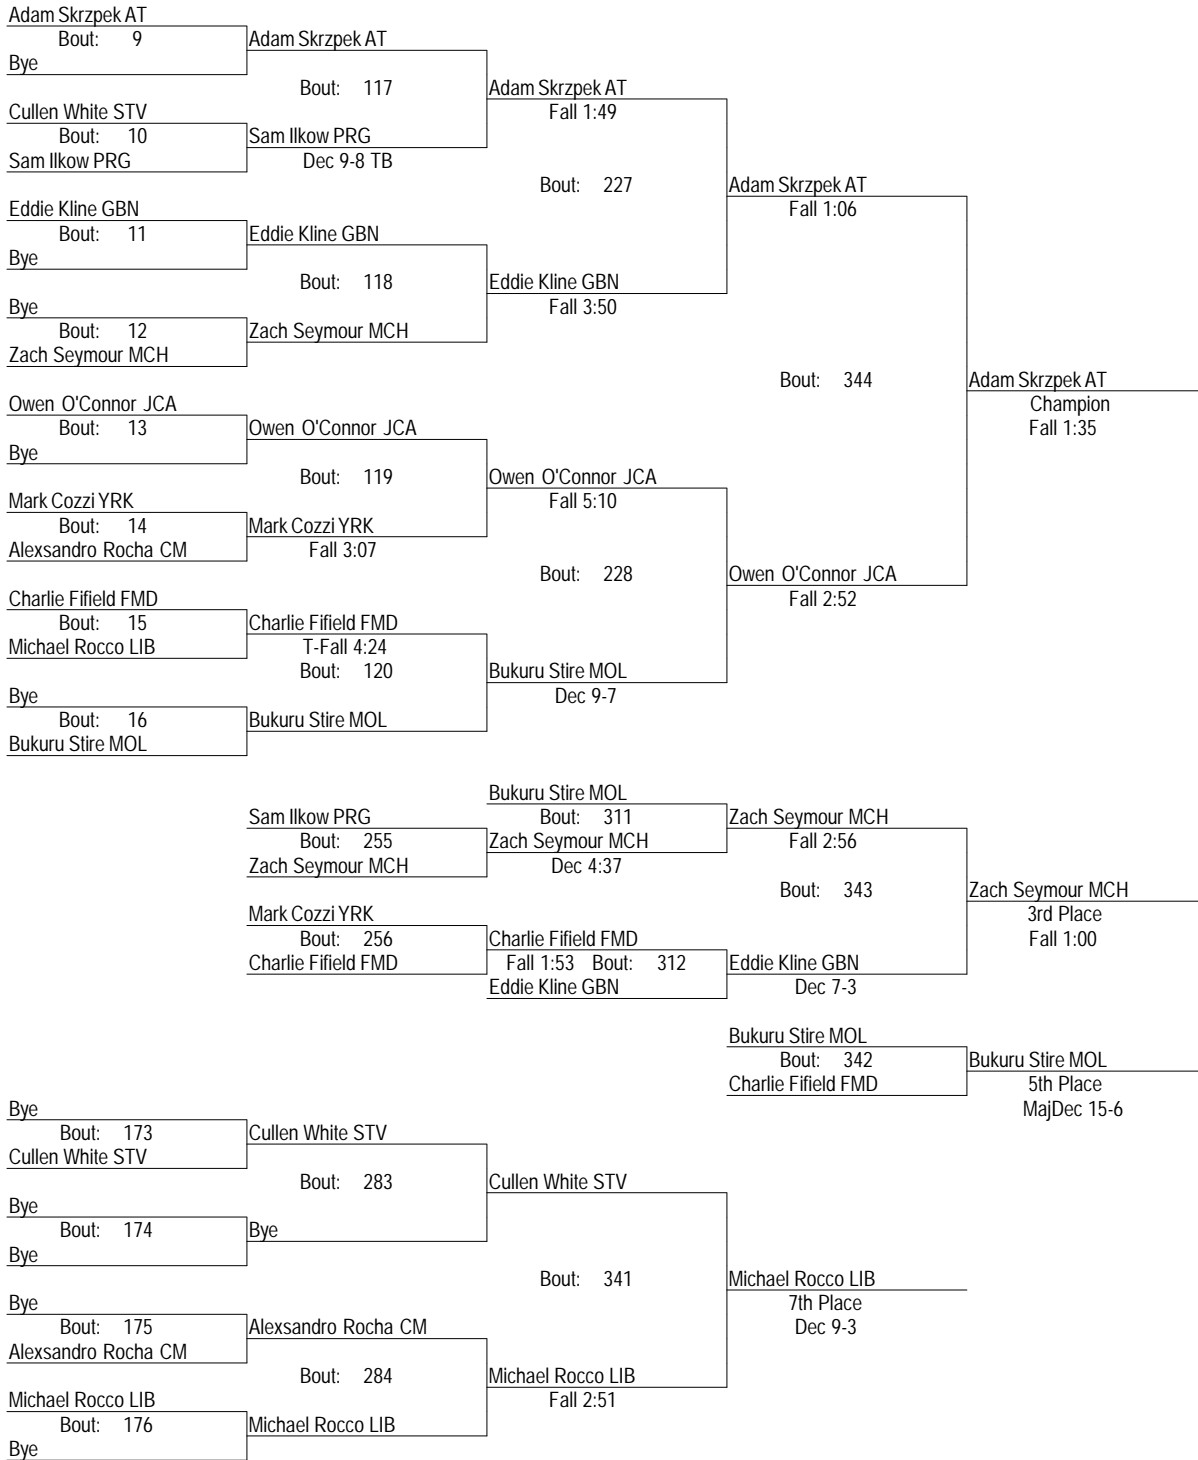 Adam Skrzpek AT
Bout: 9
Adam Skrzpek AT
Bye
Bout: 117
Adam Skrzpek AT
Cullen White STV
Fall 1:49
Bout: 10
Sam Ilkow PRG
Sam Ilkow PRG
Dec 9-8 TB
Bout: 227
Adam Skrzpek AT
Eddie Kline GBN
Fall 1:06
Bout: 11
Eddie Kline GBN
Bye
Bout: 118
Eddie Kline GBN
Bye
Fall 3:50
Bout: 12
Zach Seymour MCH
Zach Seymour MCH
Bout: 344
Adam Skrzpek AT
Owen O'Connor JCA
Champion
Bout: 13
Owen O'Connor JCA
Fall 1:35
Bye
Bout: 119
Owen O'Connor JCA
Mark Cozzi YRK
Fall 5:10
Bout: 14
Mark Cozzi YRK
Alexsandro Rocha CM
Fall 3:07
Bout: 228
Owen O'Connor JCA
Charlie Fifield FMD
Fall 2:52
Bout: 15
Charlie Fifield FMD
Michael Rocco LIB
T-Fall 4:24
Bout: 120
Bukuru Stire MOL
Bye
Dec 9-7
Bout: 16
Bukuru Stire MOL
Bukuru Stire MOL
Bukuru Stire MOL
Sam Ilkow PRG
Bout: 311
Zach Seymour MCH
Bout: 255
Zach Seymour MCH
Fall 2:56
Zach Seymour MCH
Dec 4:37
Bout: 343
Zach Seymour MCH
Mark Cozzi YRK
3rd Place
Bout: 256
Charlie Fifield FMD
Fall 1:00
Charlie Fifield FMD
Fall 1:53 Bout: 312
Eddie Kline GBN
Eddie Kline GBN
Dec 7-3
Bukuru Stire MOL
Bout: 342
Bukuru Stire MOL
Charlie Fifield FMD
5th Place
Bye
MajDec 15-6
Bout: 173
Cullen White STV
Cullen White STV
Bout: 283
Cullen White STV
Bye
Bout: 174
Bye
Bye
Bout: 341
Michael Rocco LIB
Bye
7th Place
Bout: 175
Alexsandro Rocha CM
Dec 9-3
Alexsandro Rocha CM
Bout: 284
Michael Rocco LIB
Michael Rocco LIB
Fall 2:51
Bout: 176
Michael Rocco LIB
Bye